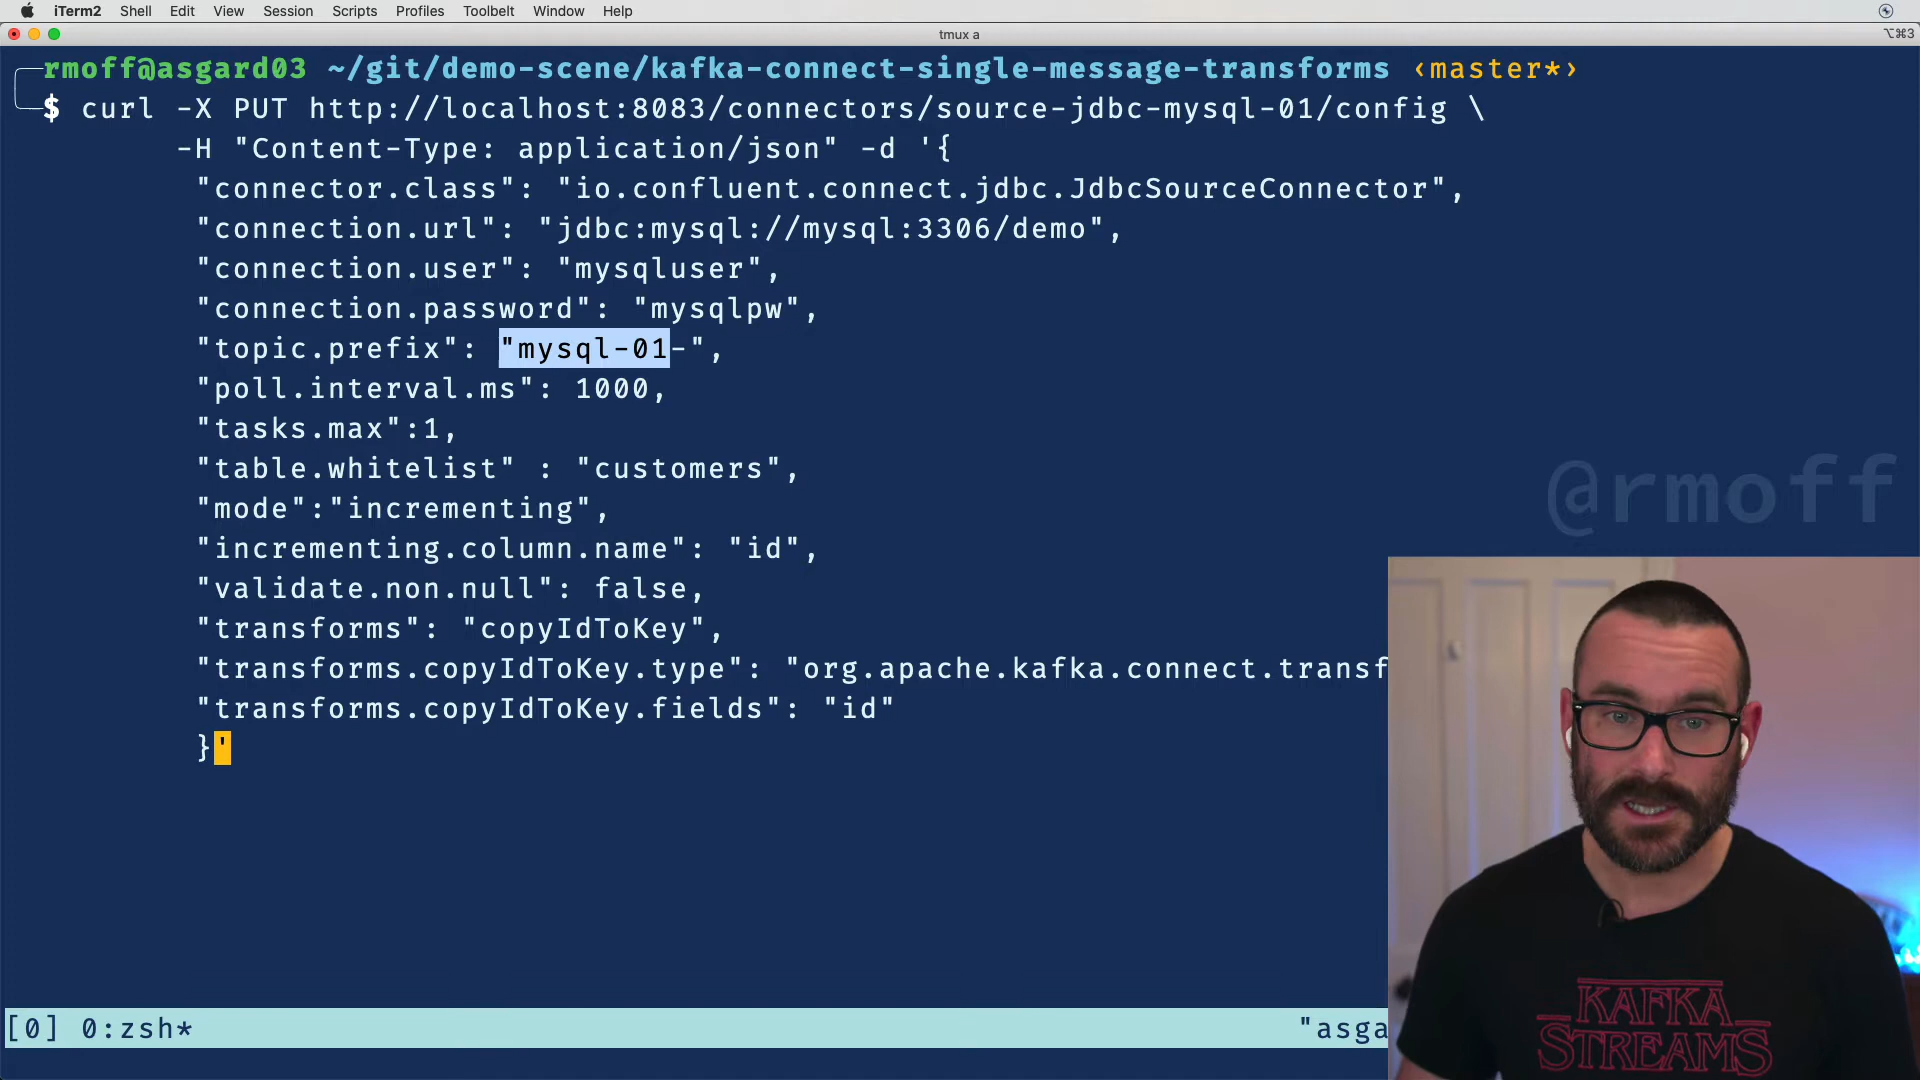 iTerm2 Shell Edit View Session Scripts Profiles Toolbelt Window Help
tmux a
⌥⌘3
rmoff@asgard03 ~/git/demo-scene/kafka-connect-single-message-transforms ‹master*›
$ curl -X PUT http://localhost:8083/connectors/source-jdbc-mysql-01/config \
-H "Content-Type: application/json" -d '{
"connector.class": "io.confluent.connect.jdbc.JdbcSourceConnector",
"connection.url": "jdbc:mysql://mysql:3306/demo",
"connection.user": "mysqluser",
"connection.password": "mysqlpw",
"topic.prefix": "mysql-01-",
"poll.interval.ms": 1000,
"tasks.max":1,
"table.whitelist" : "customers",
"mode":"incrementing",
"incrementing.column.name": "id",
"validate.non.null": false,
"transforms": "copyIdToKey",
"transforms.copyIdToKey.type": "org.apache.kafka.connect.transf
"transforms.copyIdToKey.fields": "id"
}'
@rmoff
KAFKA
STREAMS
[0] 0:zsh* "asga